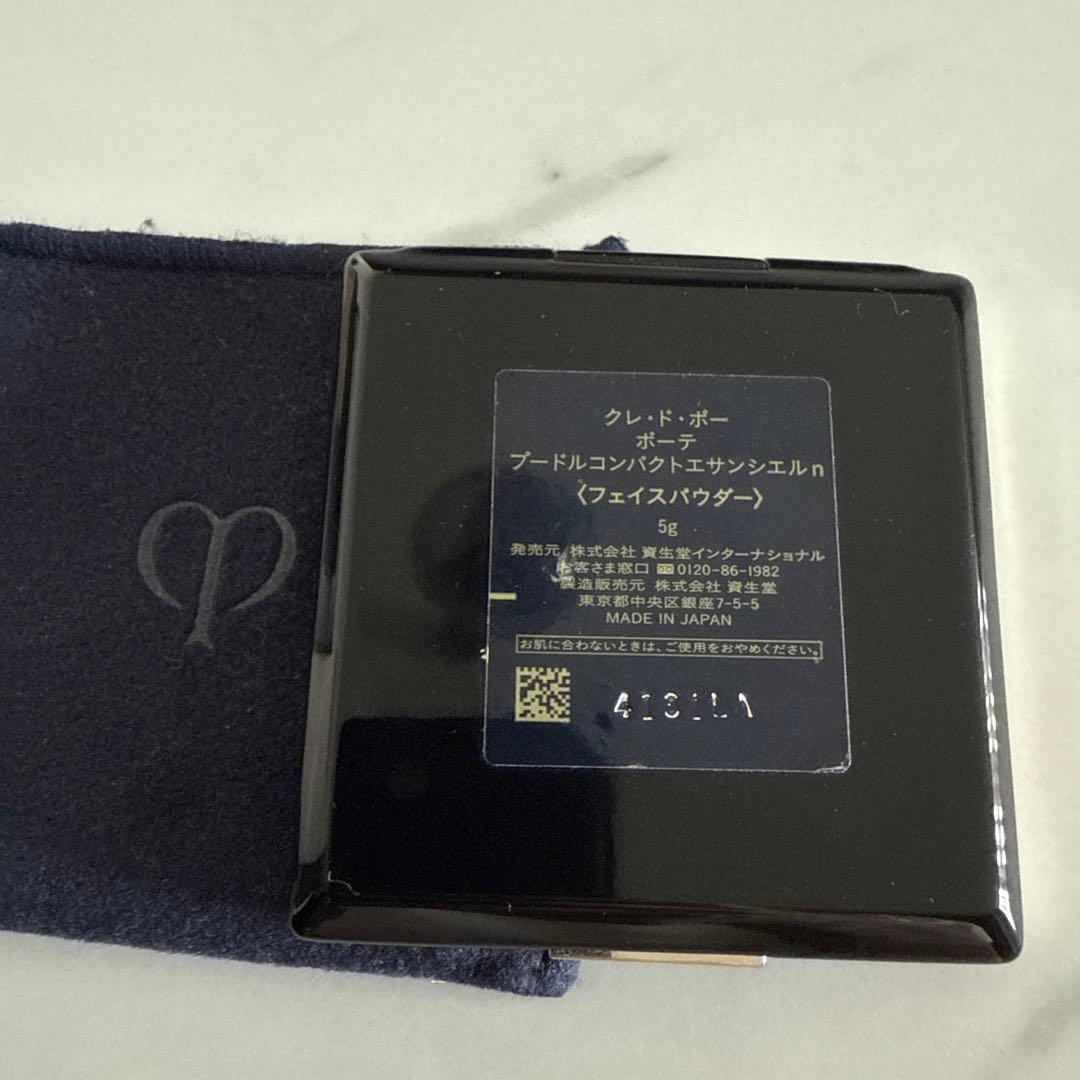 クレ・ド・ポー
ボーテ
プードルコンパクトエサンシエルn
〈フェイスパウダー〉
5g
発売元 株式会社 資生堂インターナショナル
お客さま窓口 0120-86-1982
製造販売元 株式会社 資生堂
東京都中央区銀座7-5-5
MADE IN JAPAN
お肌に合わないときは、ご使用をおやめください。
4131LA